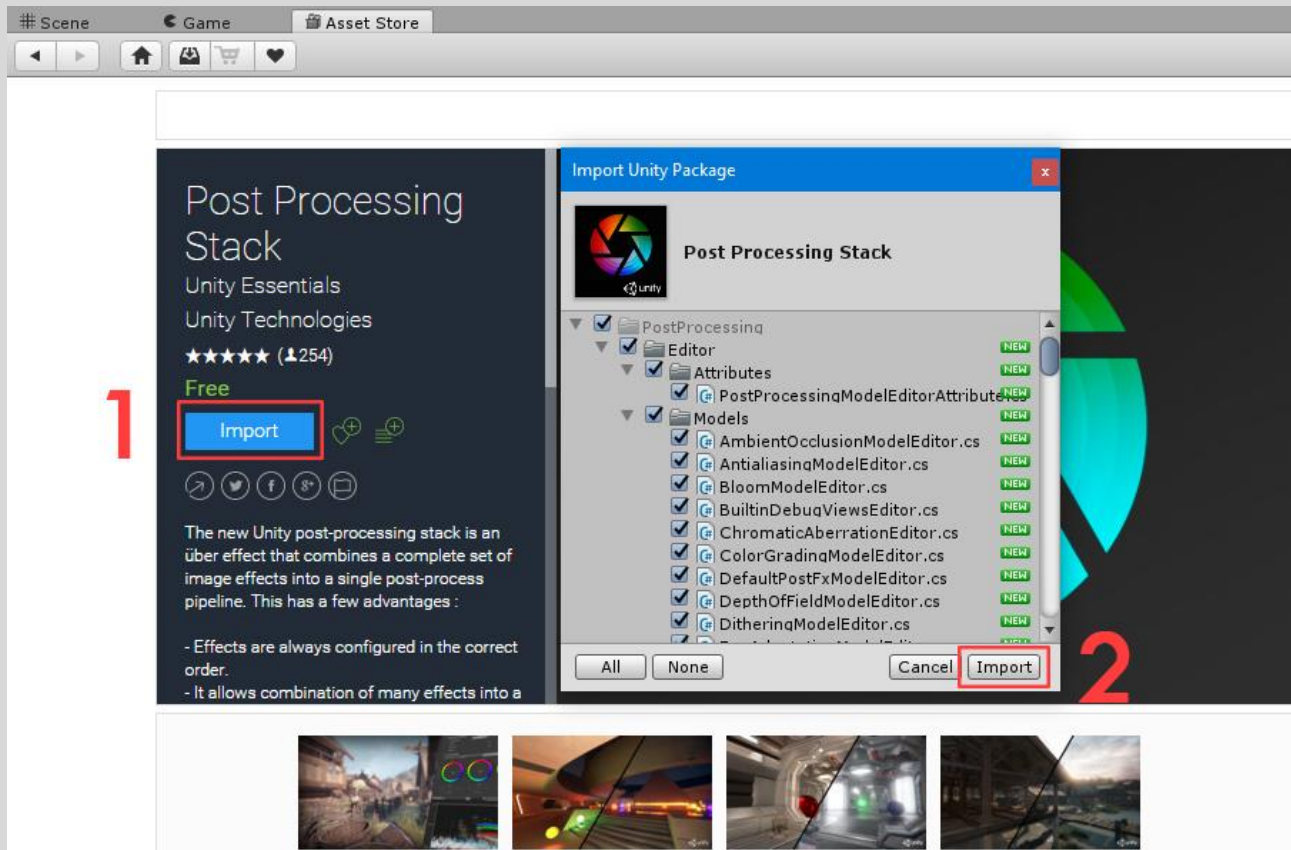 Scene Game Asset Store
Post Processing
Stack
Unity Essentials
Unity Technologies
★★★★★ (254)
Free
1
Import
The new Unity post-processing stack is an
über effect that combines a complete set of
image effects into a single post-process
pipeline. This has a few advantages :
- Effects are always configured in the correct
order.
- It allows combination of many effects into a
Import Unity Package
x
unity
Post Processing Stack
PostProcessing
Editor NEW
Attributes NEW
PostProcessingModelEditorAttribute.cs NEW
Models NEW
AmbientOcclusionModelEditor.cs NEW
AntialiasingModelEditor.cs NEW
BloomModelEditor.cs NEW
BuiltinDebugViewsEditor.cs NEW
ChromaticAberrationEditor.cs NEW
ColorGradingModelEditor.cs NEW
DefaultPostFxModelEditor.cs NEW
DepthOfFieldModelEditor.cs NEW
DitheringModelEditor.cs NEW
All None Cancel Import
2
unity
unity
unity